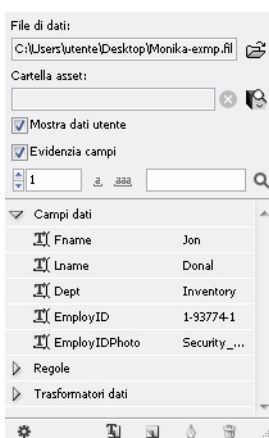 File di dati:
C:\Users\utente\Desktop\Monika-exmp.fil
Cartella asset:
Mostra dati utente
Evidenzia campi
1 a aaa
Campi dati
Fname Jon
Lname Donal
Dept Inventory
EmployID 1-93774-1
EmployIDPhoto Security_...
Regole
Trasformatori dati